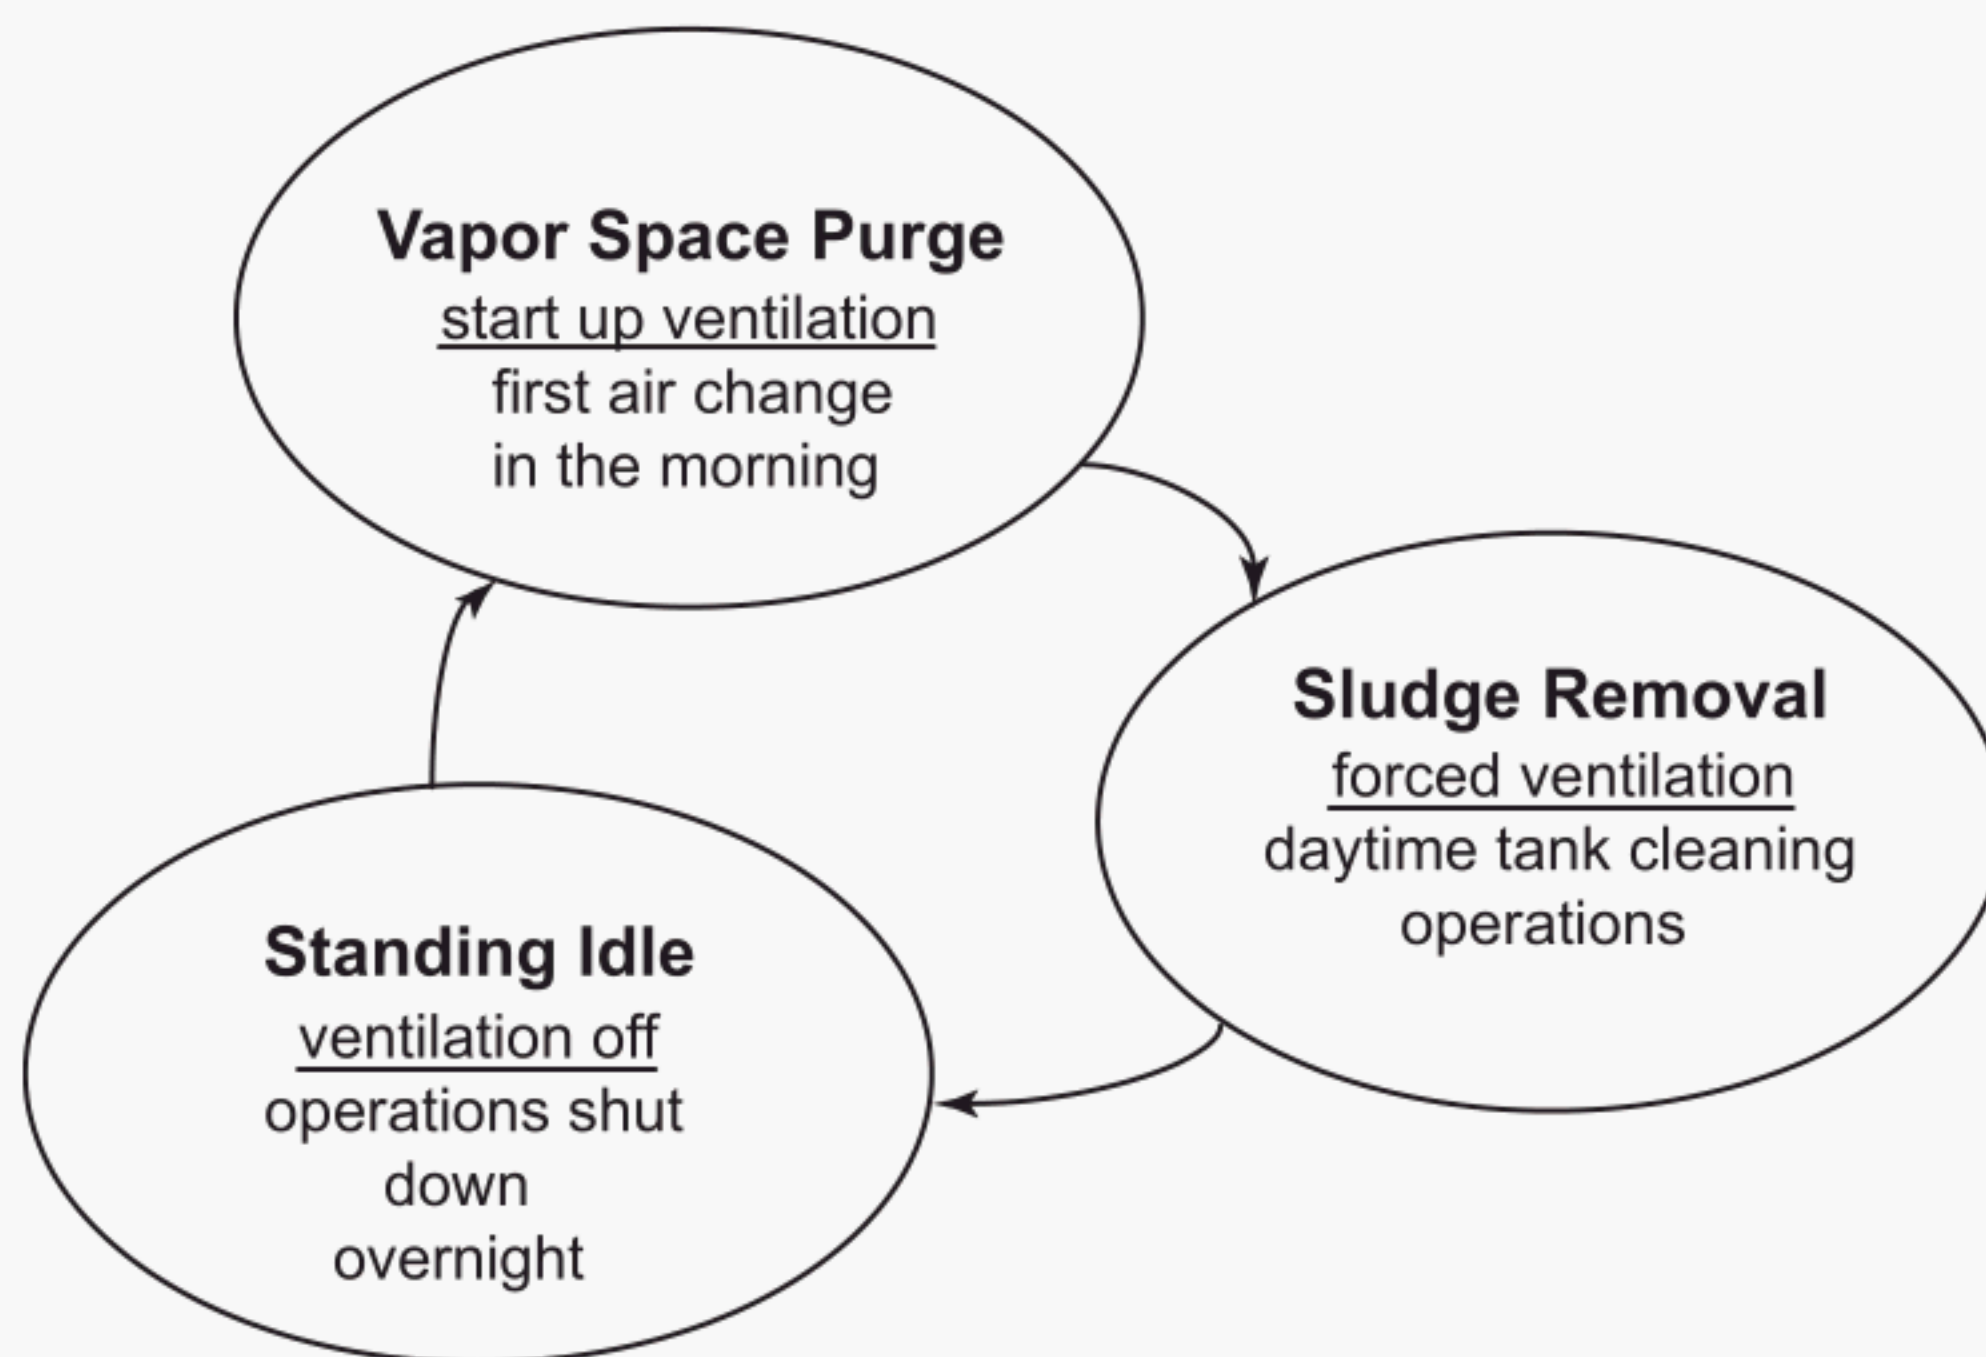 Vapor Space Purge
start up ventilation
first air change
in the morning
Sludge Removal
forced ventilation
daytime tank cleaning
operations
Standing Idle
ventilation off
operations shut
down
overnight